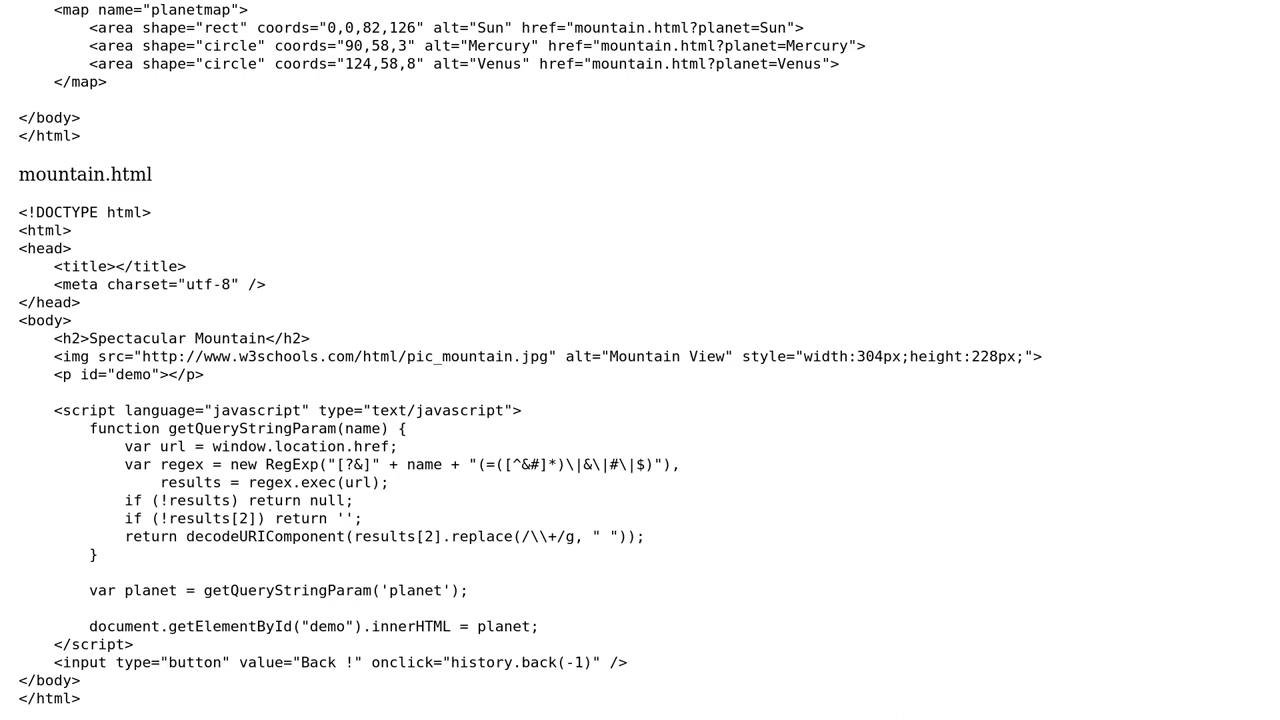 <map name="planetmap">
<area shape="rect" coords="0,0,82,126" alt="Sun" href="mountain.html?planet=Sun">
<area shape="circle" coords="90,58,3" alt="Mercury" href="mountain.html?planet=Mercury">
<area shape="circle" coords="124,58,8" alt="Venus" href="mountain.html?planet=Venus">
</map>
</body>
</html>
mountain.html
<!DOCTYPE html>
<html>
<head>
<title></title>
<meta charset="utf-8" />
</head>
<body>
<h2>Spectacular Mountain</h2>
<img src="http://www.w3schools.com/html/pic_mountain.jpg" alt="Mountain View" style="width:304px;height:228px;">
<p id="demo"></p>
<script language="javascript" type="text/javascript">
function getQueryStringParam(name) {
var url = window.location.href;
var regex = new RegExp("[?&]" + name + "(=([^&#]*)\|&\|#\|$)"),
results = regex.exec(url);
if (!results) return null;
if (!results[2]) return '';
return decodeURIComponent(results[2].replace(/\\+/g, " "));
}
var planet = getQueryStringParam('planet');
document.getElementById("demo").innerHTML = planet;
</script>
<input type="button" value="Back !" onclick="history.back(-1)" />
</body>
</html>